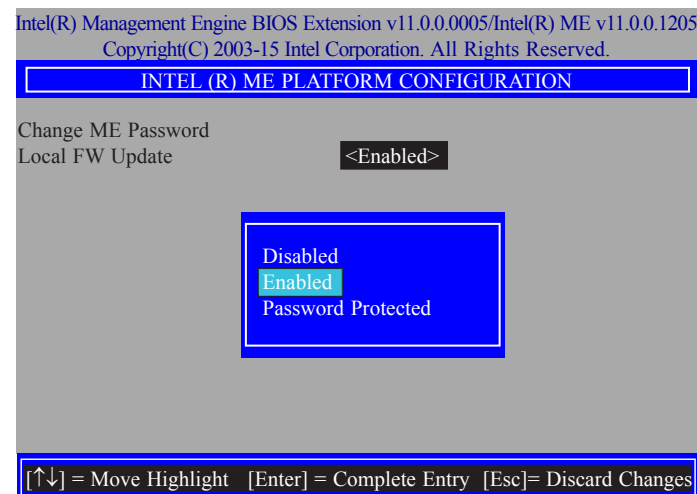 Intel(R) Management Engine BIOS Extension v11.0.0.0005/Intel(R) ME v11.0.0.1205
Copyright(C) 2003-15 Intel Corporation. All Rights Reserved.
INTEL (R) ME PLATFORM CONFIGURATION
Change ME Password
Local FW Update <Enabled>
Disabled
Enabled
Password Protected
[↑↓] = Move Highlight [Enter] = Complete Entry [Esc]= Discard Changes